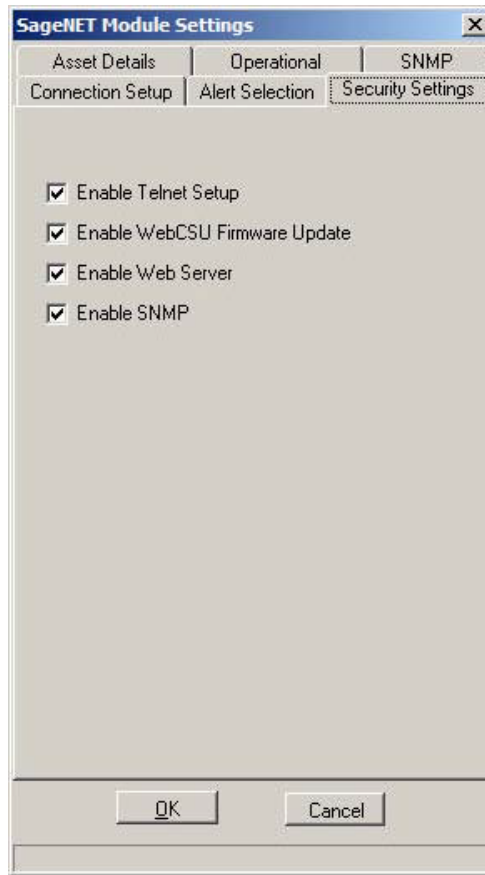 SageNET Module Settings
Asset Details Operational SNMP
Connection Setup Alert Selection Security Settings
Enable Telnet Setup
Enable WebCSU Firmware Update
Enable Web Server
Enable SNMP
OK Cancel